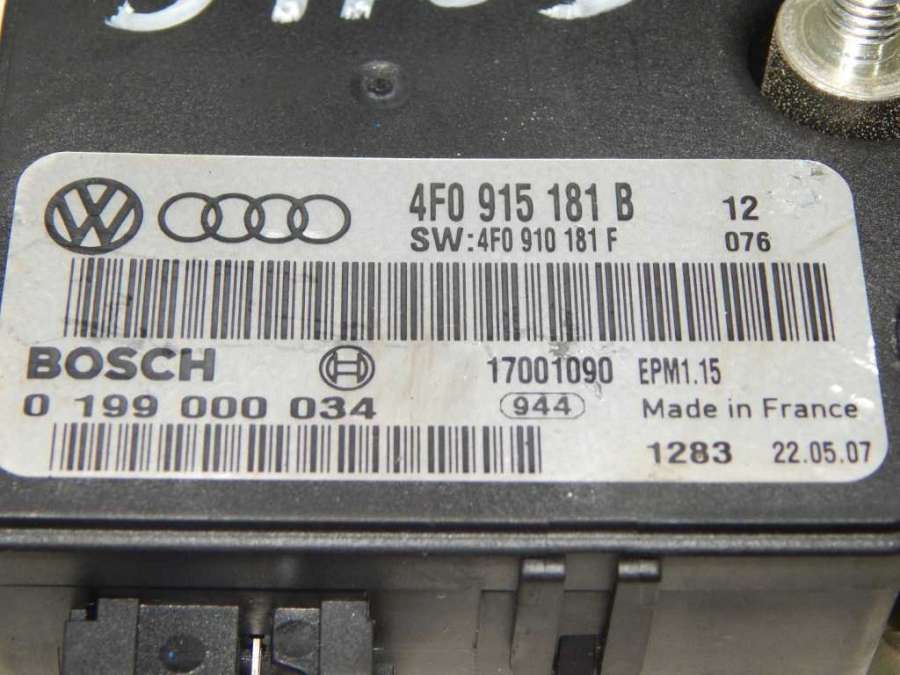 4F0 915 181 B 12
SW:4F0 910 181 F 076
BOSCH 17001090 EPM1.15
0 199 000 034 944 Made in France
1283 22.05.07